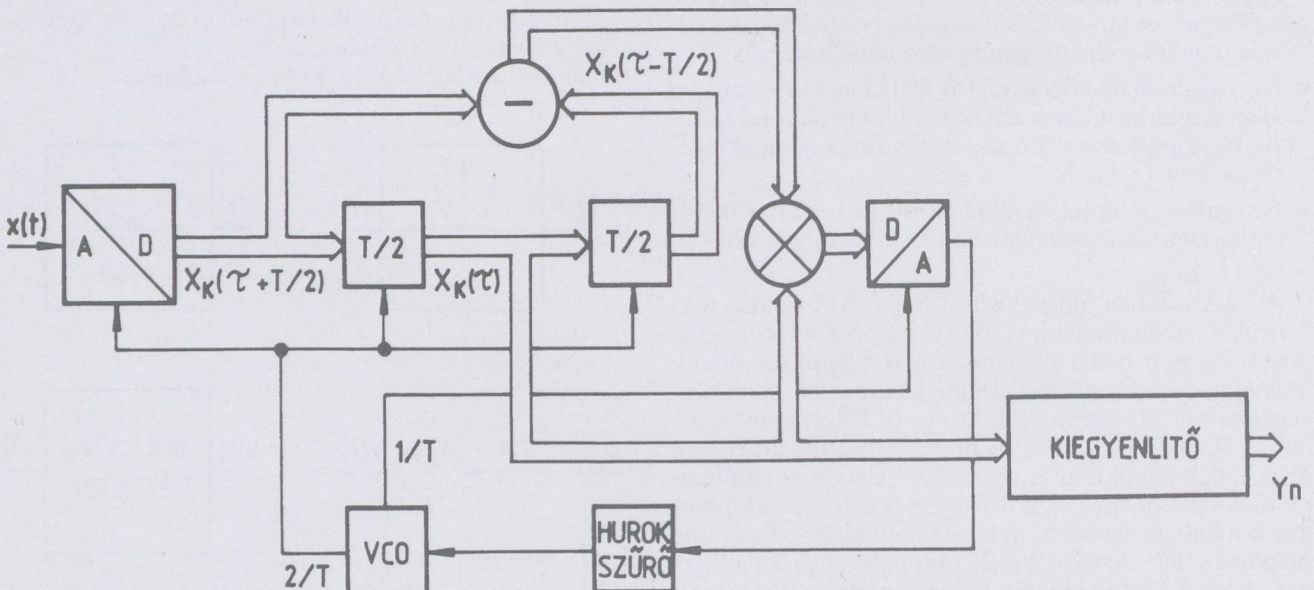 X_K(τ-T/2)
−
x(t)
A
D
X_K(τ+T/2)
T/2
X_K(τ)
T/2
D
A
1/T
2/T
VCO
HUROK
SZŰRŐ
KIEGYENLITŐ
Yn